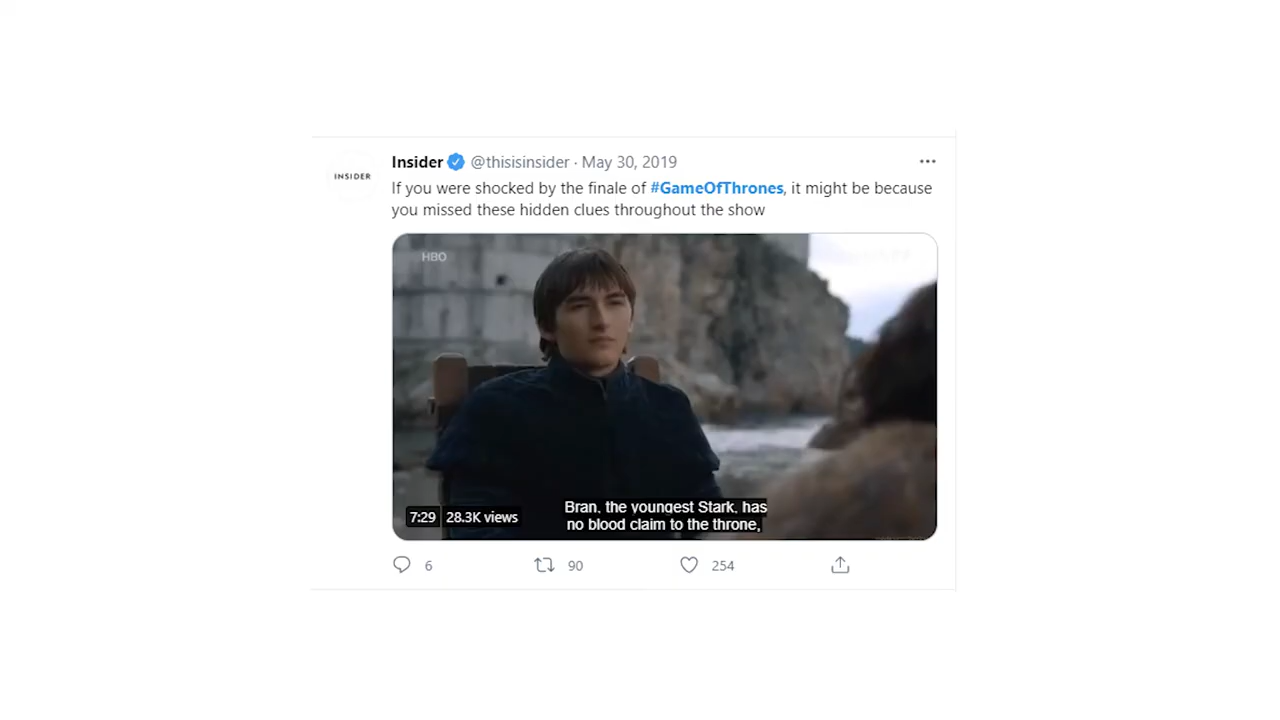 Insider @thisisinsider · May 30, 2019
INSIDER
If you were shocked by the finale of #GameOfThrones, it might be because
you missed these hidden clues throughout the show
HBO
Bran, the youngest Stark, has
no blood claim to the throne,
7:29 28.3K views
6 90 254